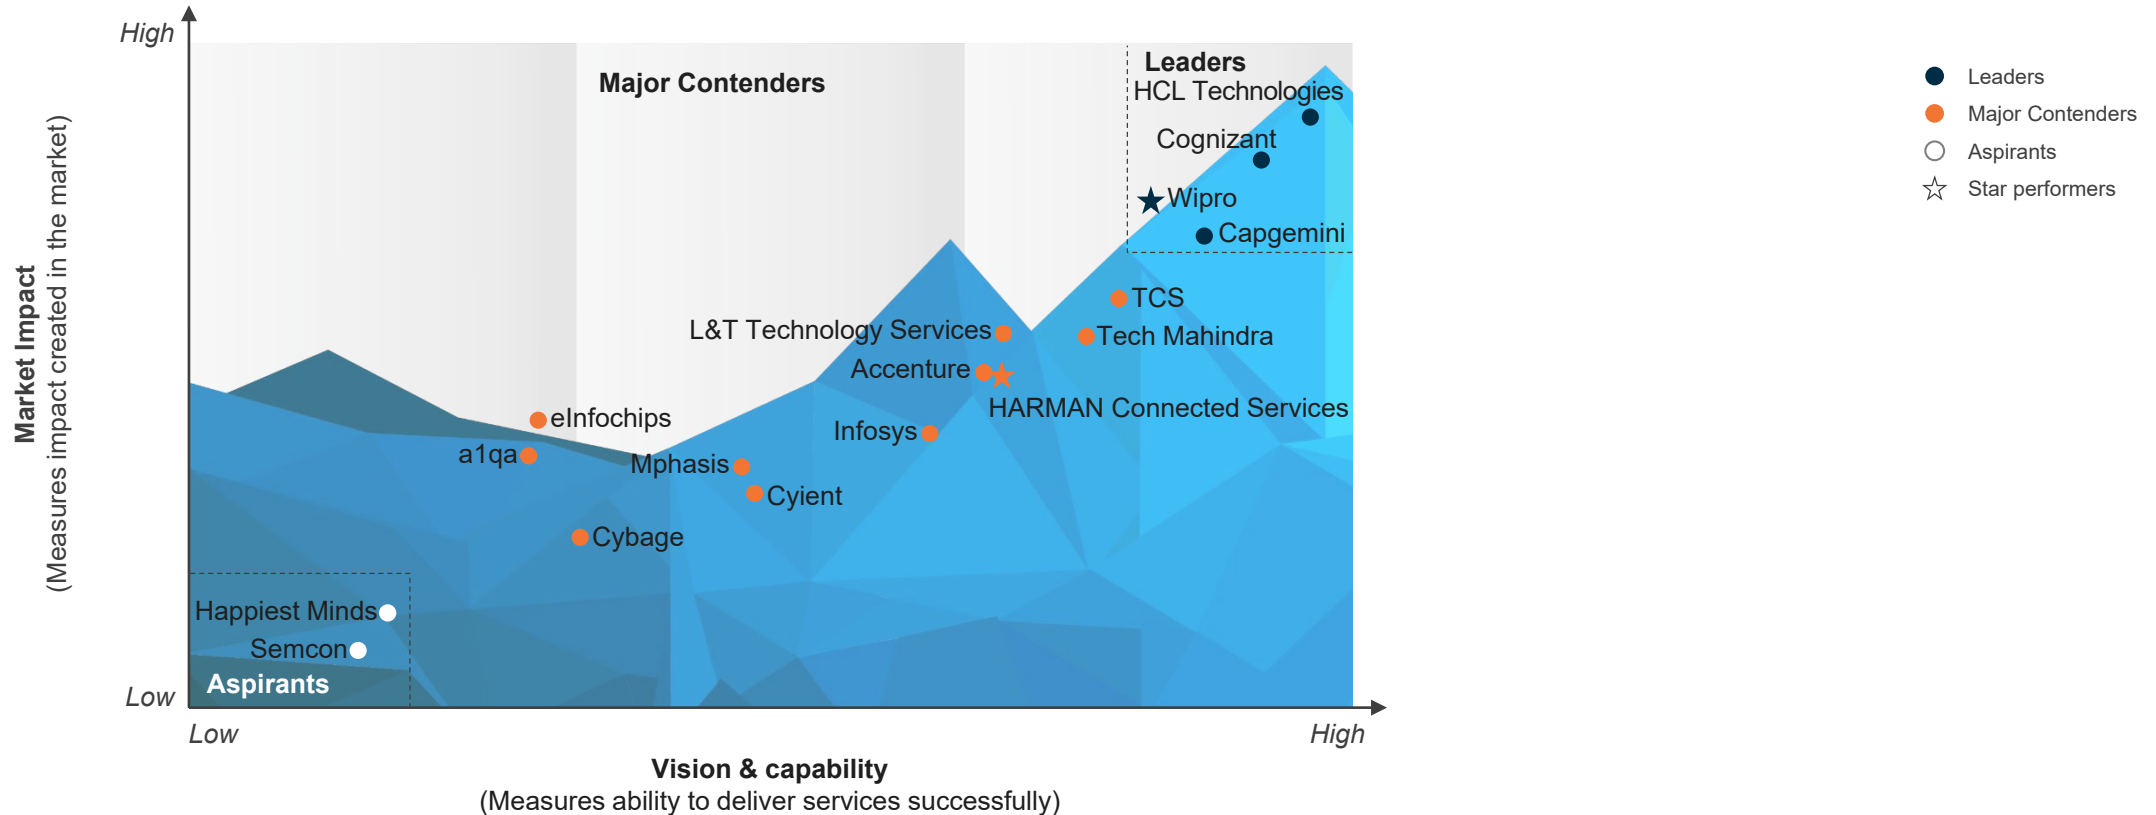 High
Major Contenders
Leaders
HCL Technologies
Cognizant
Wipro
Capgemini
TCS
L&T Technology Services
Tech Mahindra
Accenture
HARMAN Connected Services
eInfochips
Infosys
a1qa
Mphasis
Cyient
Cybage
Happiest Minds
Semcon
Aspirants
Low
Low
High
Market Impact
(Measures impact created in the market)
Vision & capability
(Measures ability to deliver services successfully)
Leaders
Major Contenders
Aspirants
Star performers